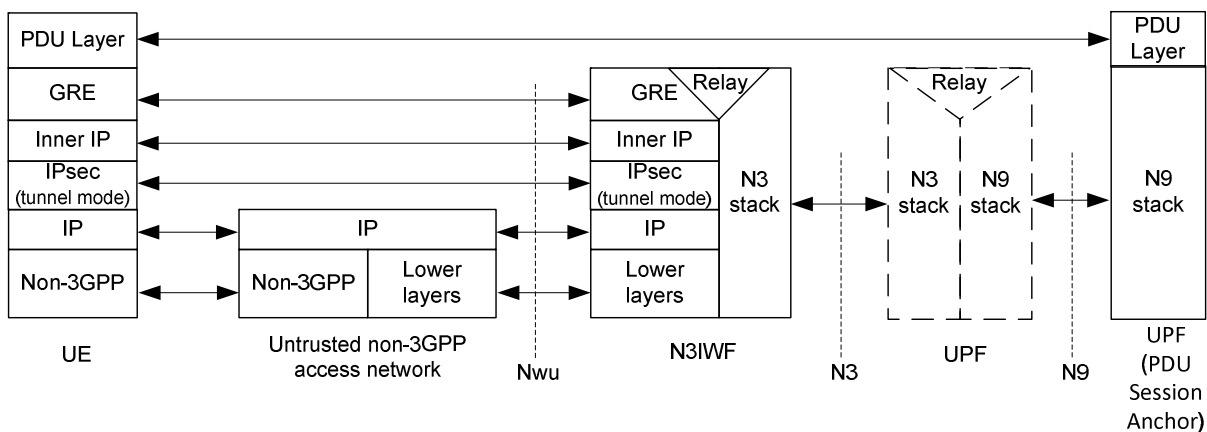 PDU Layer
PDU
Layer
GRE
GRE
Relay
Relay
Inner IP
Inner IP
IPsec
(tunnel mode)
IPsec
(tunnel mode)
N3
stack
N3
stack
N9
stack
N9
stack
IP
IP
IP
Non-3GPP
Non-3GPP
Lower
layers
Lower
layers
UE
Untrusted non-3GPP
access network
Nwu
N3IWF
N3
UPF
N9
UPF
(PDU
Session
Anchor)